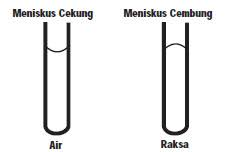 Meniskus Cekung
Meniskus Cembung
Air
Raksa